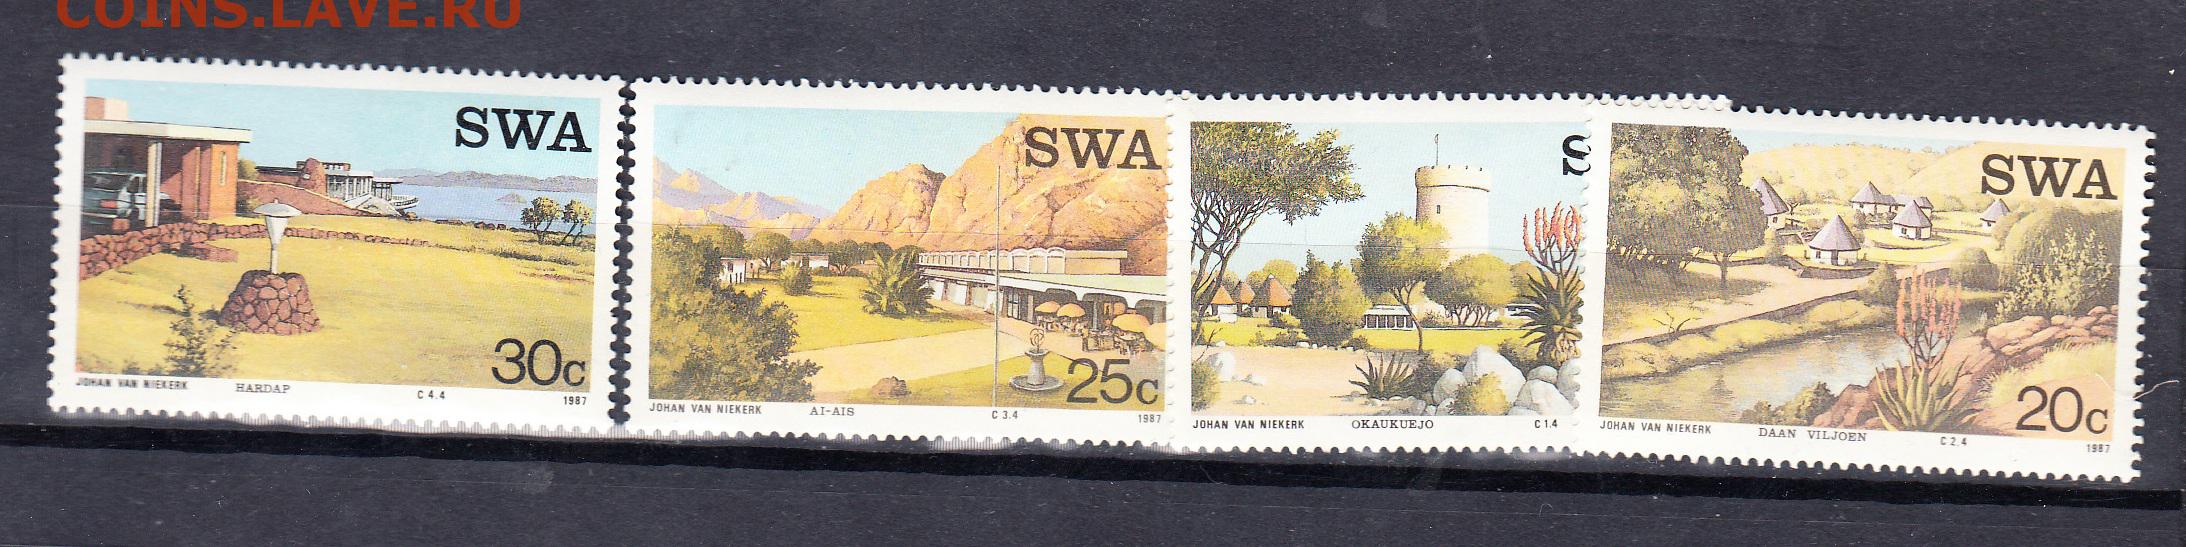 COINS.LAVE.RU
SWA
30c
JOHAN VAN NIEKERK HARDAP C 4.4 1987
SWA
25c
JOHAN VAN NIEKERK AI-AIS C 3.4 1987
S
JOHAN VAN NIEKERK OKAUKUEJO C 1.4
SWA
20c
JOHAN VAN NIEKERK DAAN VILJOEN C 2.4 1987